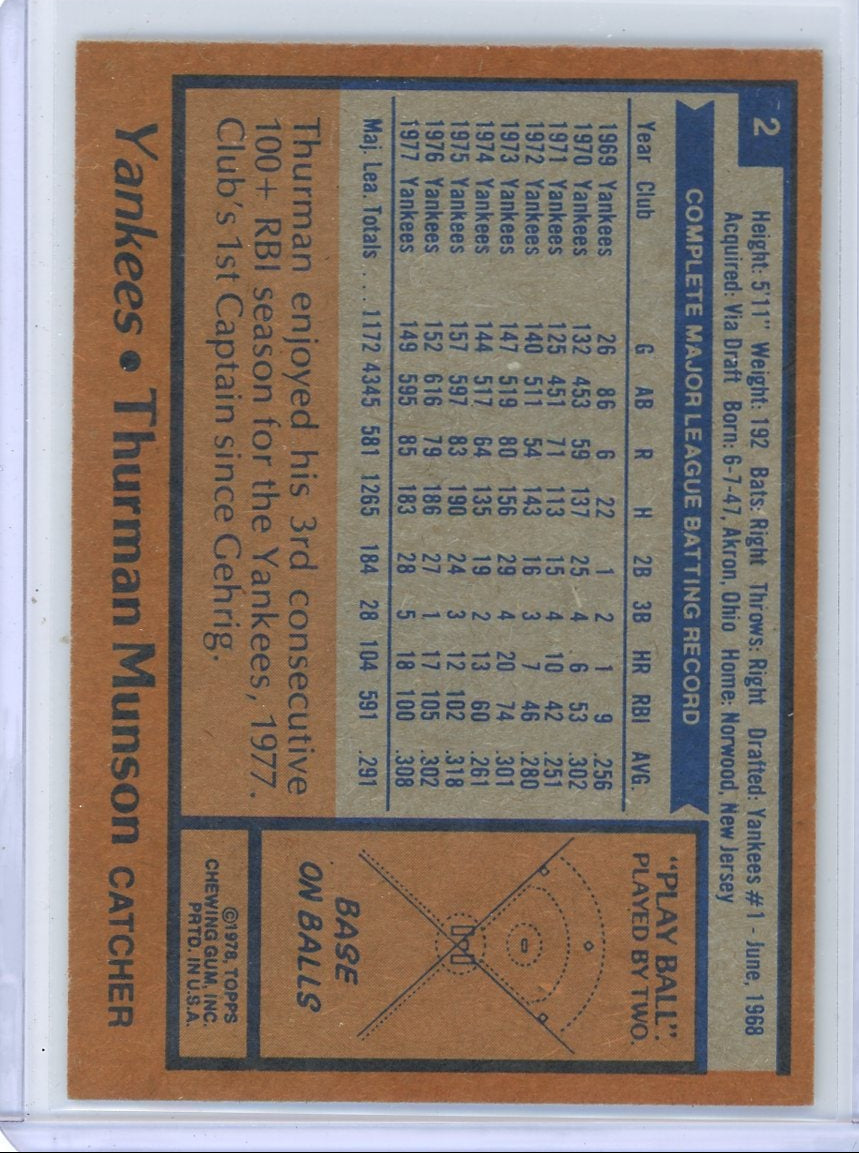 2
Height: 5'11" Weight: 192 Bats: Right Throws: Right Drafted: Yankees #1 - June, 1968
Acquired: Via Draft Born: 6-7-47, Akron, Ohio Home: Norwood, New Jersey
COMPLETE MAJOR LEAGUE BATTING RECORD
Year Club G AB R H 2B 3B HR RBI AVG.
1969 Yankees 26 86 6 22 1 2 1 9 .256
1970 Yankees 132 453 59 137 25 4 6 53 .302
1971 Yankees 125 451 71 113 15 4 10 42 .251
1972 Yankees 140 511 54 143 16 3 7 46 .280
1973 Yankees 147 519 80 156 29 4 20 74 .301
1974 Yankees 144 517 64 135 19 2 13 60 .261
1975 Yankees 157 597 83 190 24 3 12 102 .318
1976 Yankees 152 616 79 186 27 1 17 105 .302
1977 Yankees 149 595 85 183 28 5 18 100 .308
Maj. Lea. Totals .... 1172 4345 581 1265 184 28 104 591 .291
Thurman enjoyed his 3rd consecutive
100+ RBI season for the Yankees, 1977.
Club's 1st Captain since Gehrig.
"PLAY BALL".
PLAYED BY TWO.
BASE
ON BALLS
©1978, TOPPS
CHEWING GUM, INC.
PRTD. IN U.S.A.
Yankees • Thurman Munson CATCHER